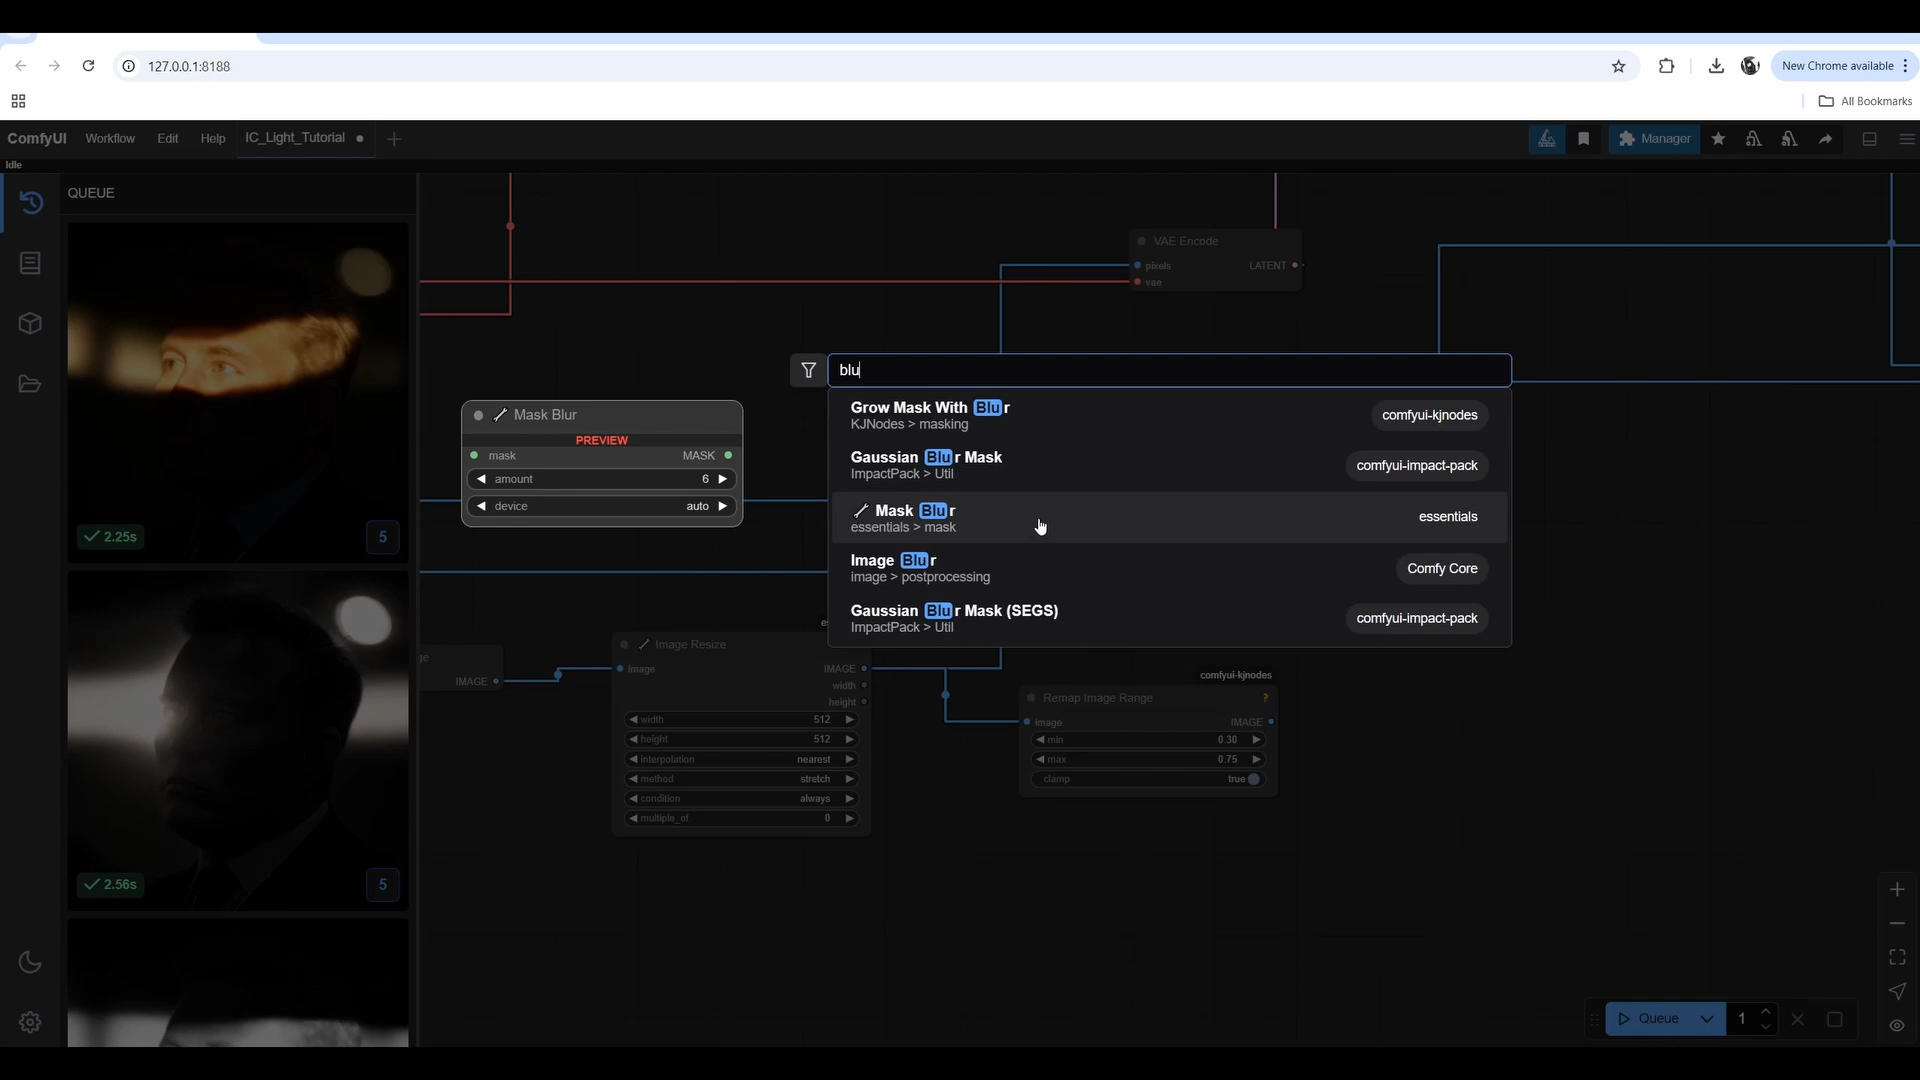 127.0.0.1:8188
New Chrome available
All Bookmarks
ComfyUI Workflow Edit Help IC_Light_Tutorial
Manager
Idle
QUEUE
VAE Encode
pixels LATENT
vae
blu
Grow Mask With Blur
KJNodes > masking
comfyui-kjnodes
Gaussian Blur Mask
ImpactPack > Util
comfyui-impact-pack
Mask Blur
essentials > mask
essentials
Image Blur
image > postprocessing
Comfy Core
Gaussian Blur Mask (SEGS)
ImpactPack > Util
comfyui-impact-pack
Mask Blur
PREVIEW
mask MASK
amount 6
device auto
2.25s 5
2.56s 5
IMAGE
Image Resize
image IMAGE
width
height
width 512
height 512
interpolation nearest
method stretch
condition always
multiple_of 0
comfyui-kjnodes
Remap Image Range ?
image IMAGE
min 0.30
max 0.75
clamp true
Queue 1